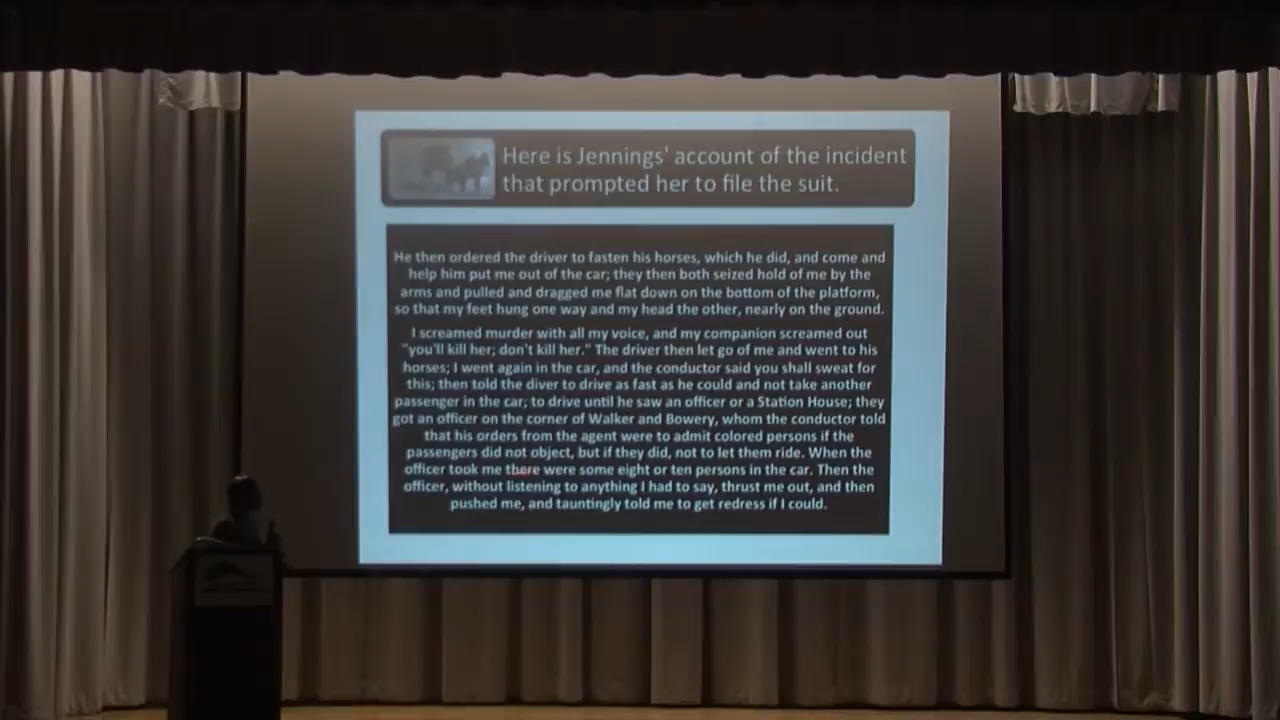 Here is Jennings' account of the incident
that prompted her to file the suit.
He then ordered the driver to fasten his horses, which he did, and come and
help him put me out of the car; they then both seized hold of me by the
arms and pulled and dragged me flat down on the bottom of the platform,
so that my feet hung one way and my head the other, nearly on the ground.
I screamed murder with all my voice, and my companion screamed out
"you'll kill her; don't kill her." The driver then let go of me and went to his
horses; I went again in the car, and the conductor said you shall sweat for
this; then told the diver to drive as fast as he could and not take another
passenger in the car; to drive until he saw an officer or a Station House; they
got an officer on the corner of Walker and Bowery, whom the conductor told
that his orders from the agent were to admit colored persons if the
passengers did not object, but if they did, not to let them ride. When the
officer took me there were some eight or ten persons in the car. Then the
officer, without listening to anything I had to say, thrust me out, and then
pushed me, and tauntingly told me to get redress if I could.